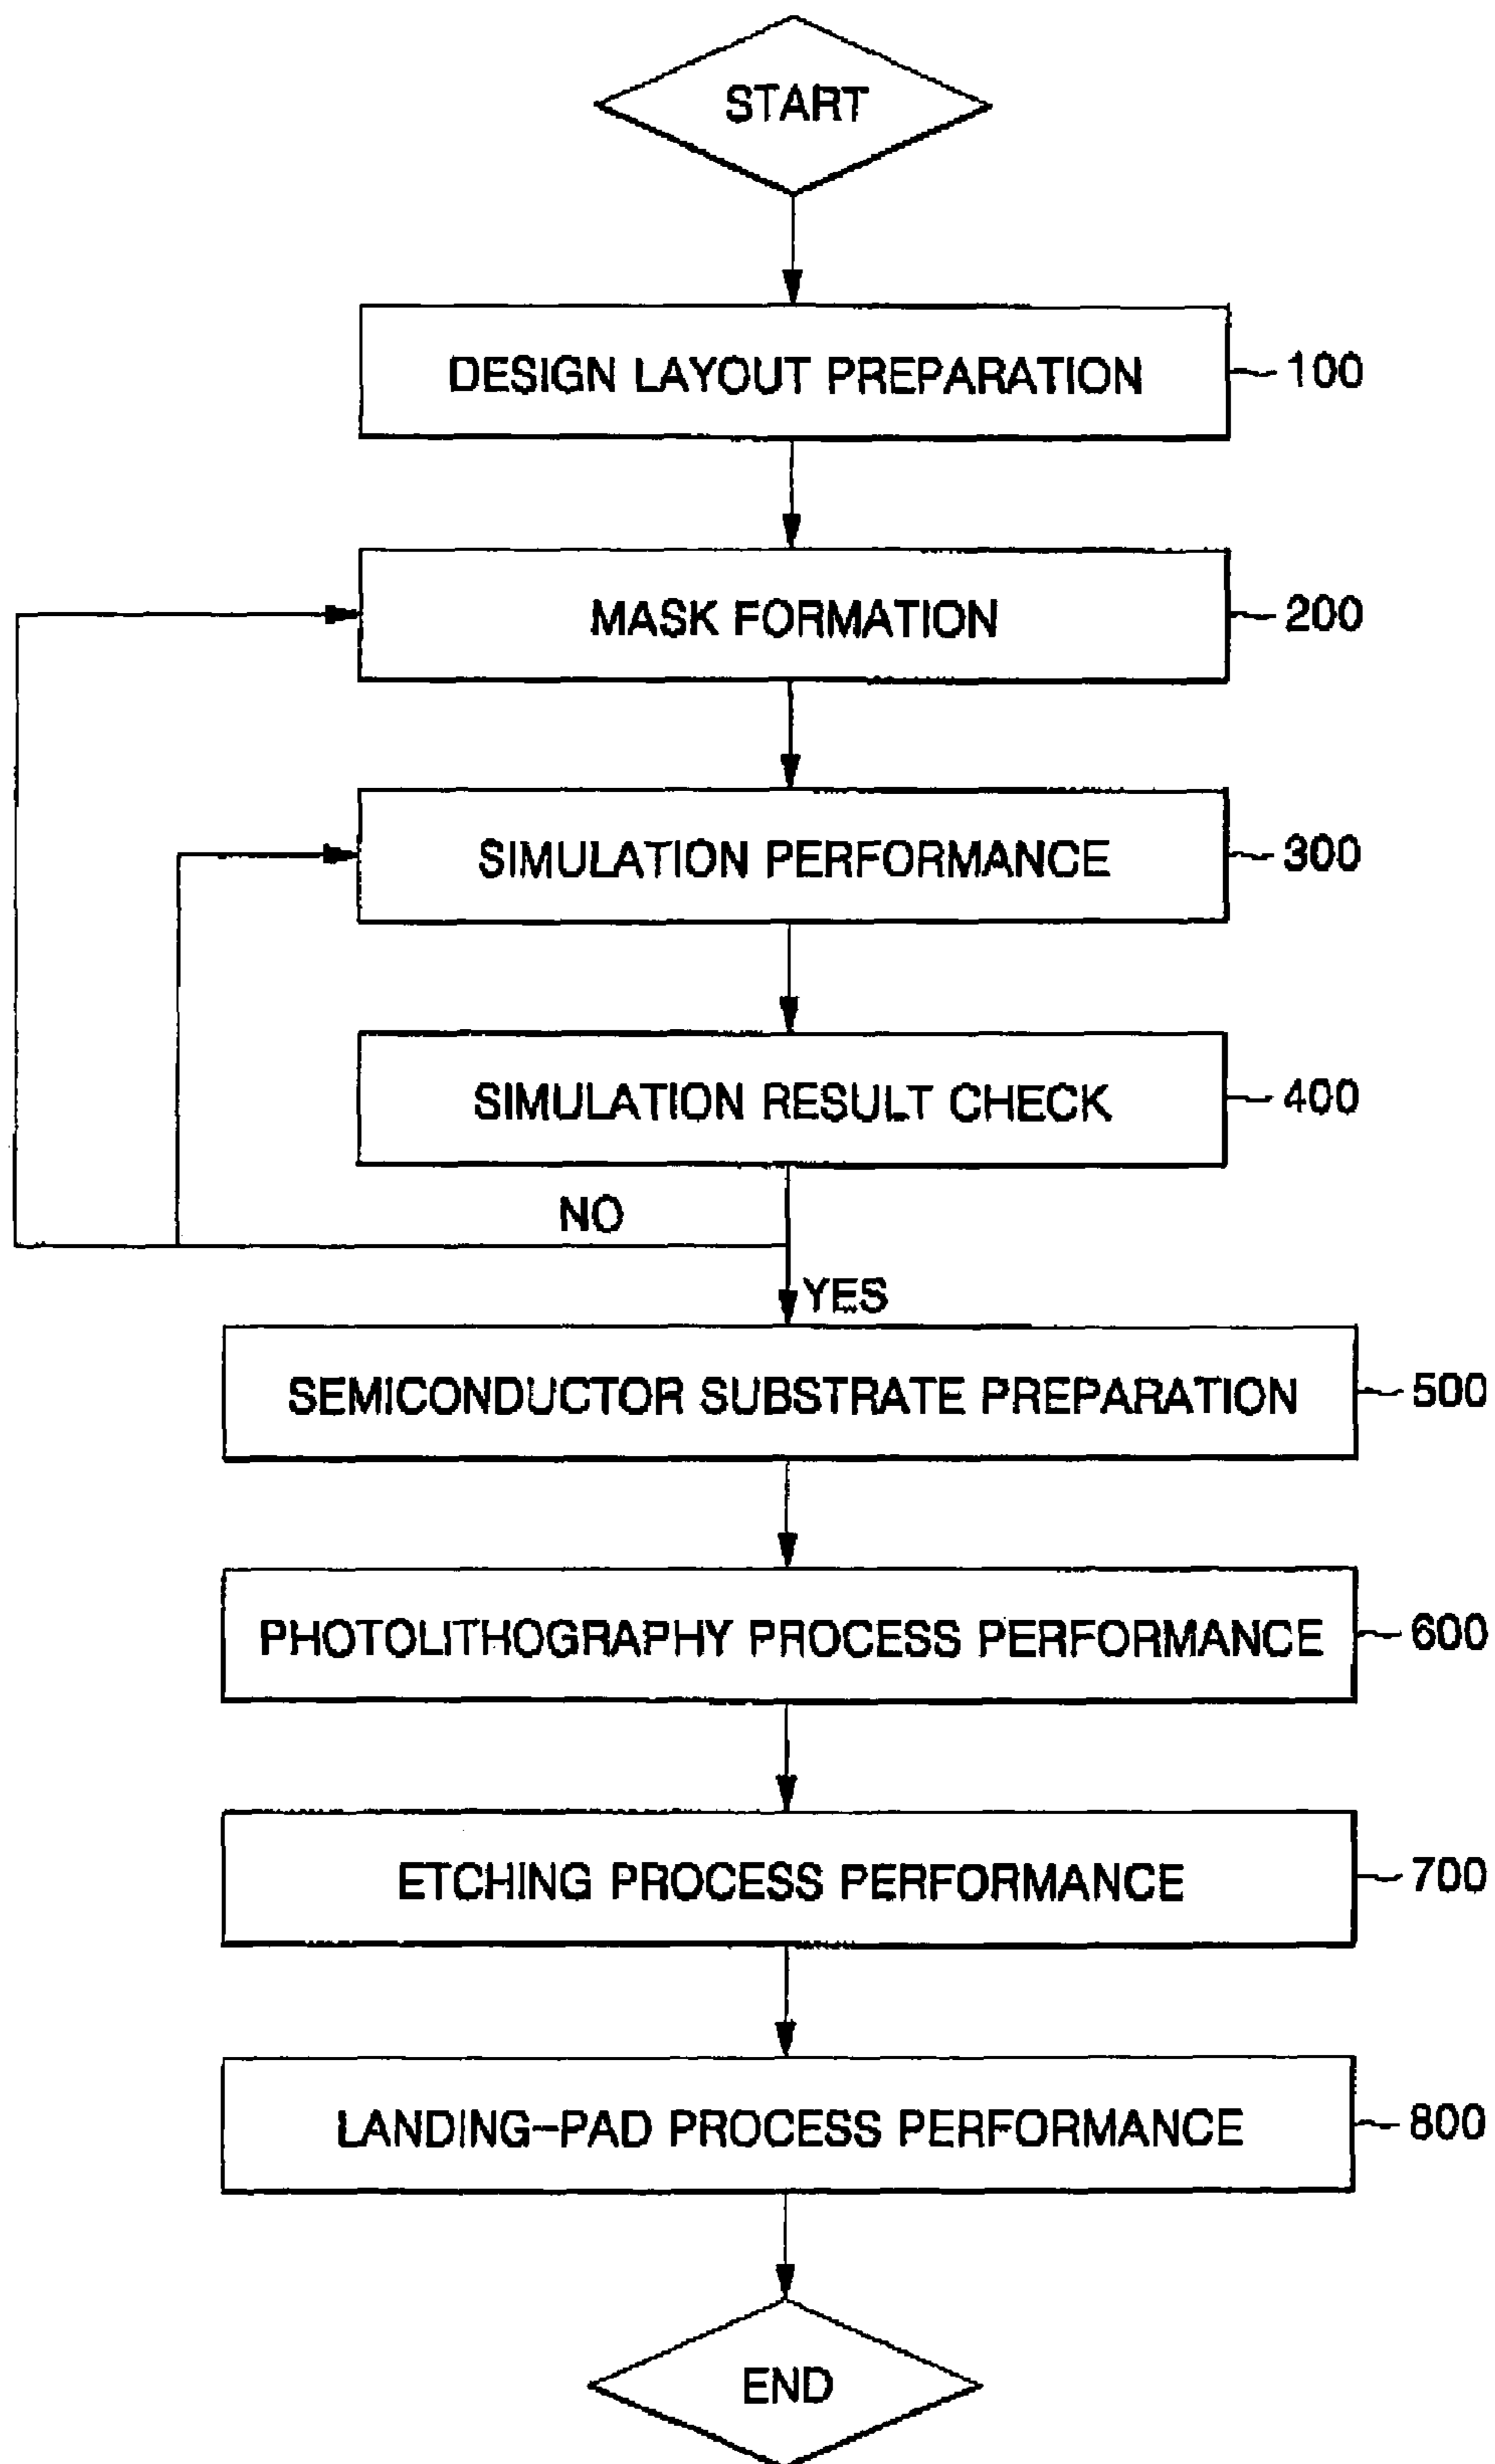 START
DESIGN LAYOUT PREPARATION 100
MASK FORMATION 200
SIMULATION PERFORMANCE 300
SIMULATION RESULT CHECK 400
NO
YES
SEMICONDUCTOR SUBSTRATE PREPARATION 500
PHOTOLITHOGRAPHY PROCESS PERFORMANCE 600
ETCHING PROCESS PERFORMANCE 700
LANDING-PAD PROCESS PERFORMANCE 800
END